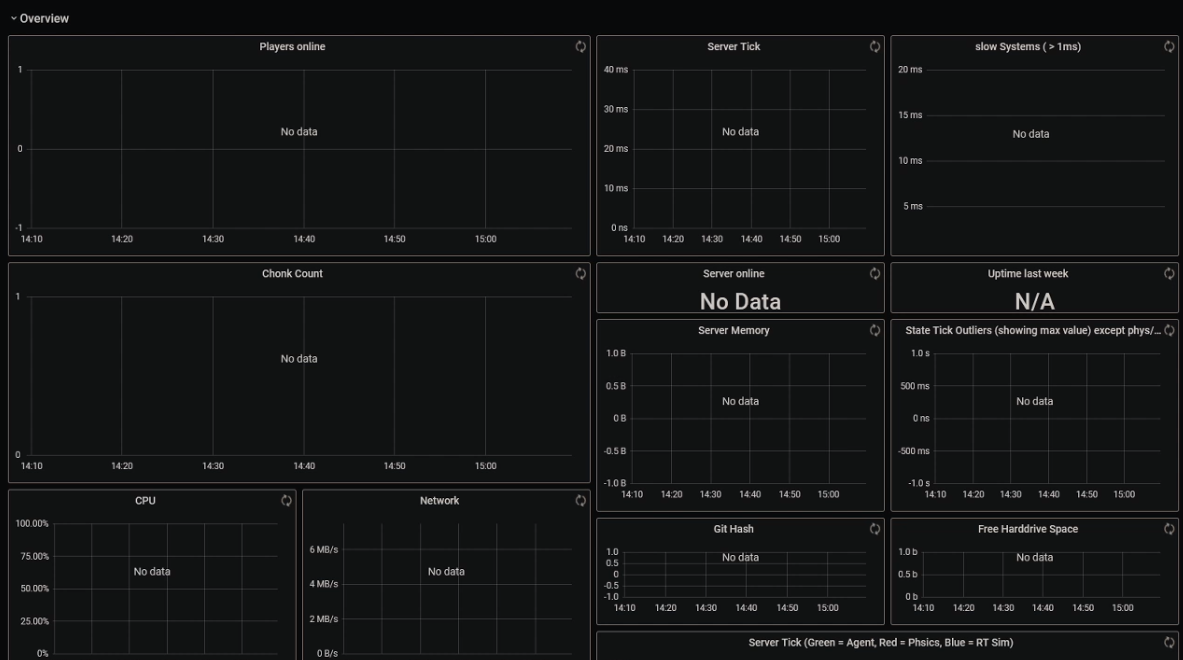 Overview
Players online
1
No data
0
-1
14:10 14:20 14:30 14:40 14:50 15:00
Server Tick
40 ms
30 ms
No data
20 ms
10 ms
0 ns
14:10 14:20 14:30 14:40 14:50 15:00
slow Systems ( > 1ms)
20 ms
15 ms
No data
10 ms
5 ms
Chonk Count
1
No data
0
14:10 14:20 14:30 14:40 14:50 15:00
Server online
No Data
Uptime last week
N/A
Server Memory
1.0 B
0.5 B
No data
0 B
-0.5 B
-1.0 B
14:10 14:20 14:30 14:40 14:50 15:00
State Tick Outliers (showing max value) except phys/...
1.0 s
500 ms
No data
0 ns
-500 ms
-1.0 s
14:10 14:20 14:30 14:40 14:50 15:00
CPU
100.00%
75.00%
No data
50.00%
25.00%
0%
Network
6 MB/s
No data
4 MB/s
2 MB/s
0 B/s
Git Hash
1.0
No data
0.5
0
-0.5
-1.0
14:10 14:20 14:30 14:40 14:50 15:00
Free Harddrive Space
1.0 b
No data
0.5 b
0 b
14:10 14:20 14:30 14:40 14:50 15:00
Server Tick (Green = Agent, Red = Phsics, Blue = RT Sim)